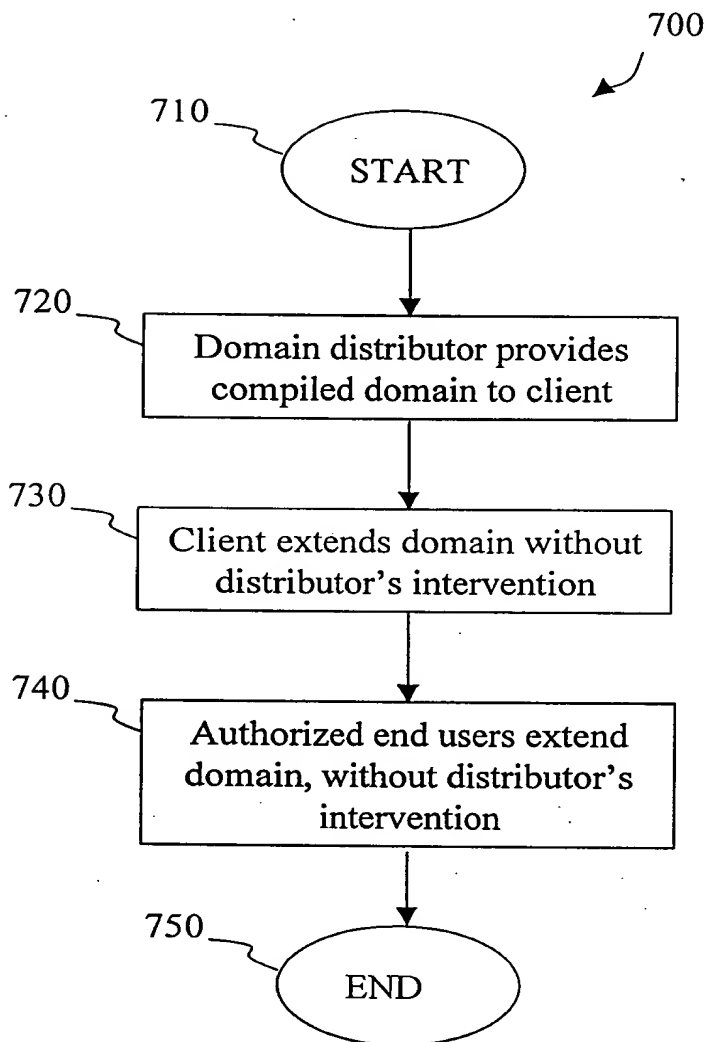 700
710
START
720
Domain distributor provides
compiled domain to client
730
Client extends domain without
distributor's intervention
740
Authorized end users extend
domain, without distributor's
intervention
750
END